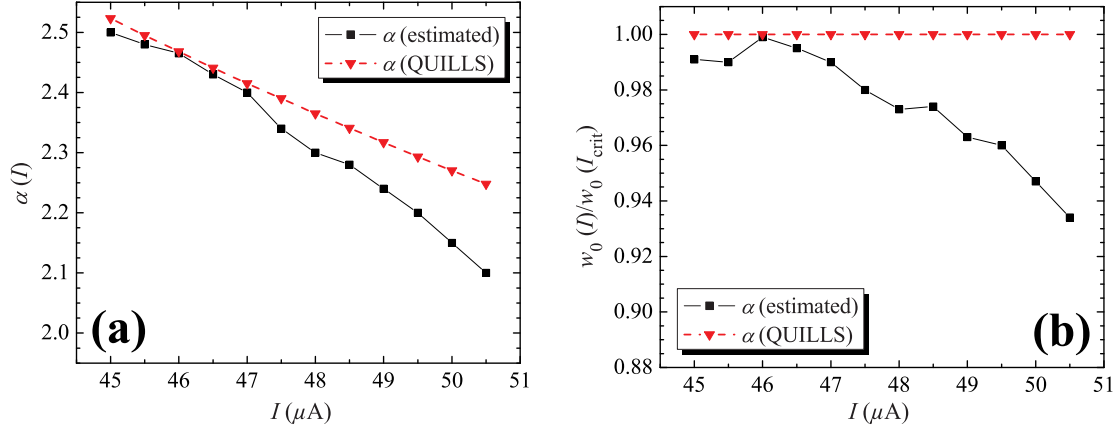 2.5
2.4
2.3
2.2
2.1
2.0
α (I)
α (estimated)
α (QUILLS)
(a)
45 46 47 48 49 50 51
I (μA)
1.00
0.98
0.96
0.94
0.92
0.90
0.88
w₀ (I)/w₀ (I_crit)
α (estimated)
α (QUILLS)
(b)
45 46 47 48 49 50 51
I (μA)